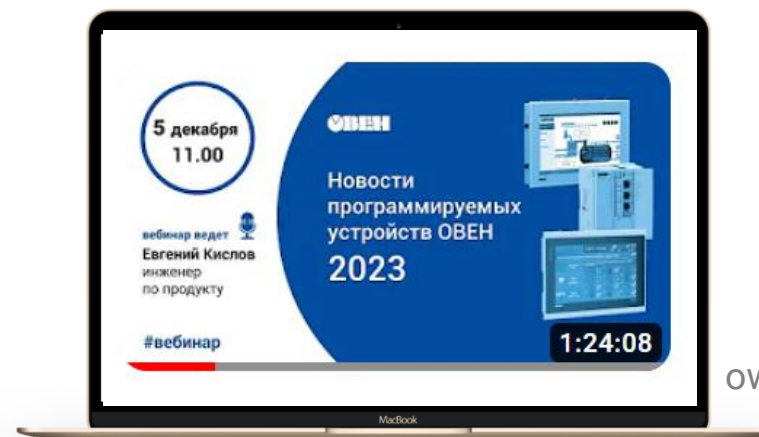 5 декабря
11.00
вебинар ведет
Евгений Кислов
инженер
по продукту
#вебинар
ОВЕН
Новости
программируемых
устройств ОВЕН
2023
1:24:08
ow
MacBook